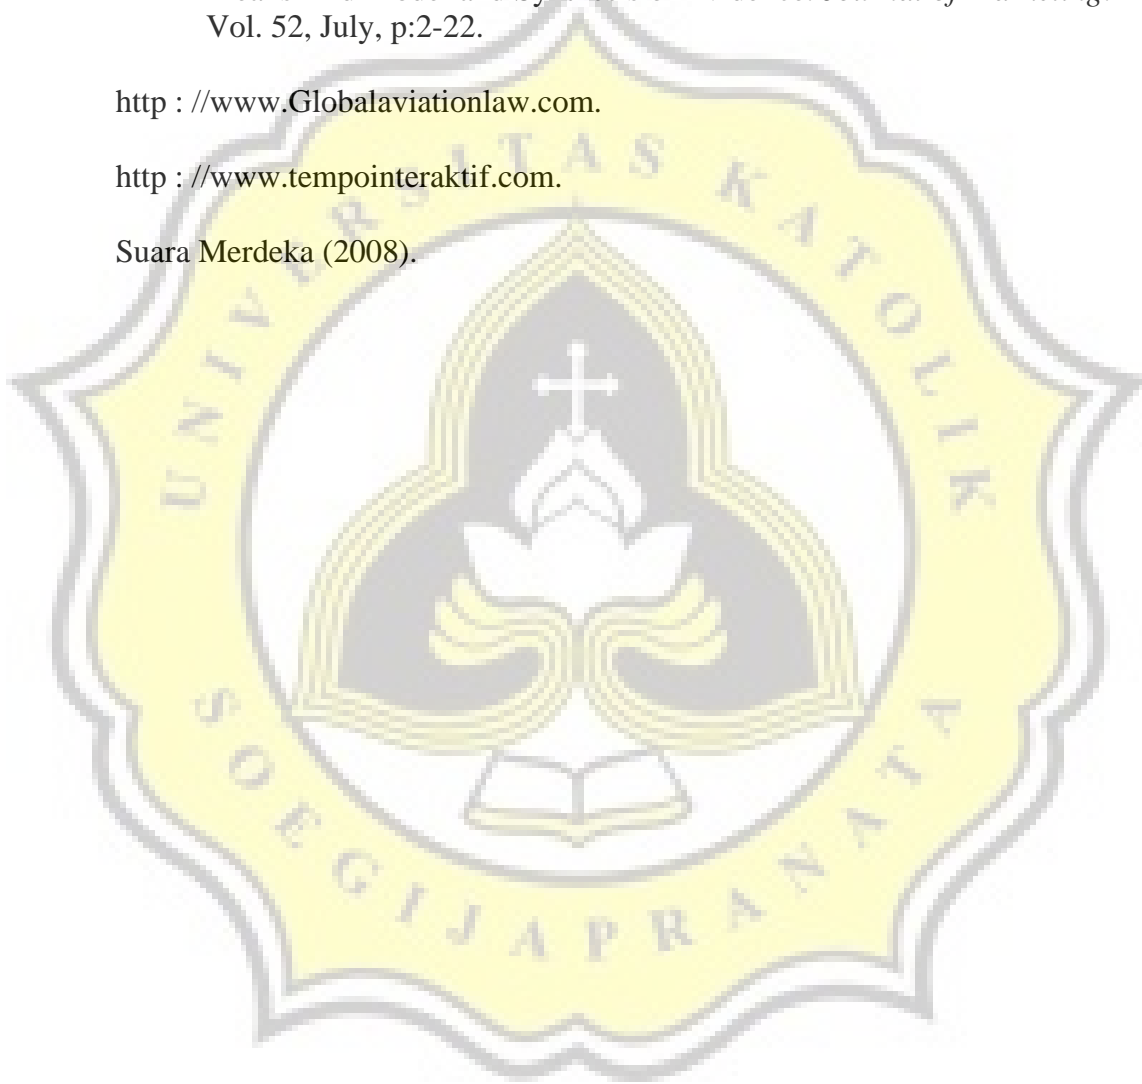 Vol. 52, July, p:2-22.
http : //www.Globalaviationlaw.com.
http : //www.tempointeraktif.com.
Suara Merdeka (2008).
UNIVERSITAS KATOLIK
SOEGIJAPRANATA